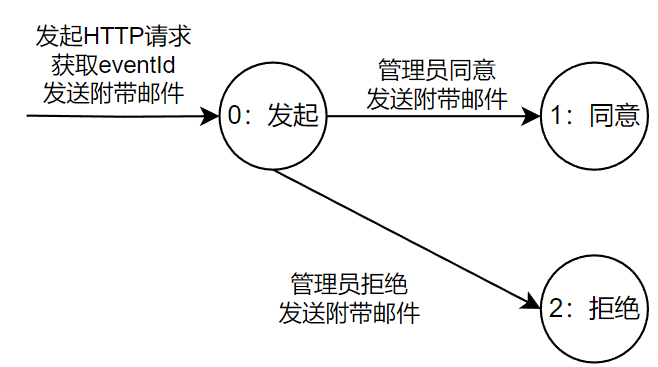 发起HTTP请求
获取eventId
发送附带邮件
0：发起
管理员同意
发送附带邮件
1：同意
管理员拒绝
发送附带邮件
2：拒绝